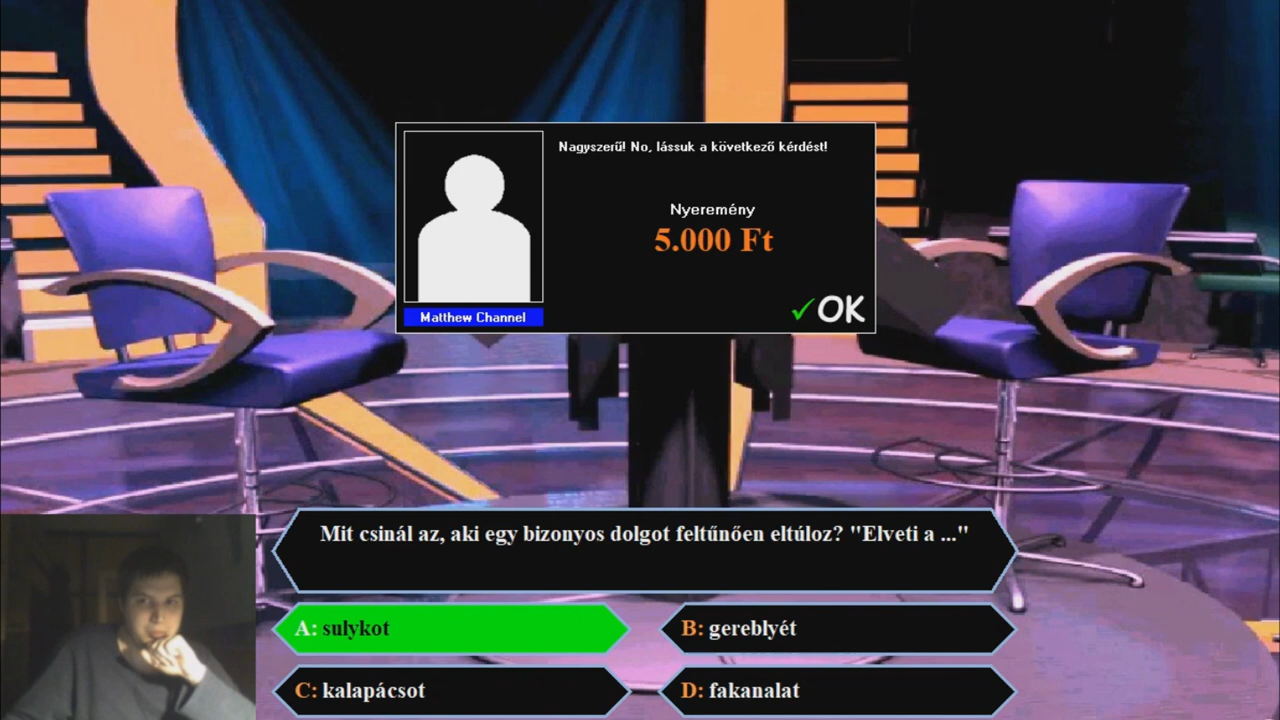 Nagyszerű! No, lássuk a következő kérdést!
Nyeremény
5.000 Ft
OK
Matthew Channel
Mit csinál az, aki egy bizonyos dolgot feltűnően eltúloz? "Elveti a ..."
A: sulykot
B: gereblyét
C: kalapácsot
D: fakanalat